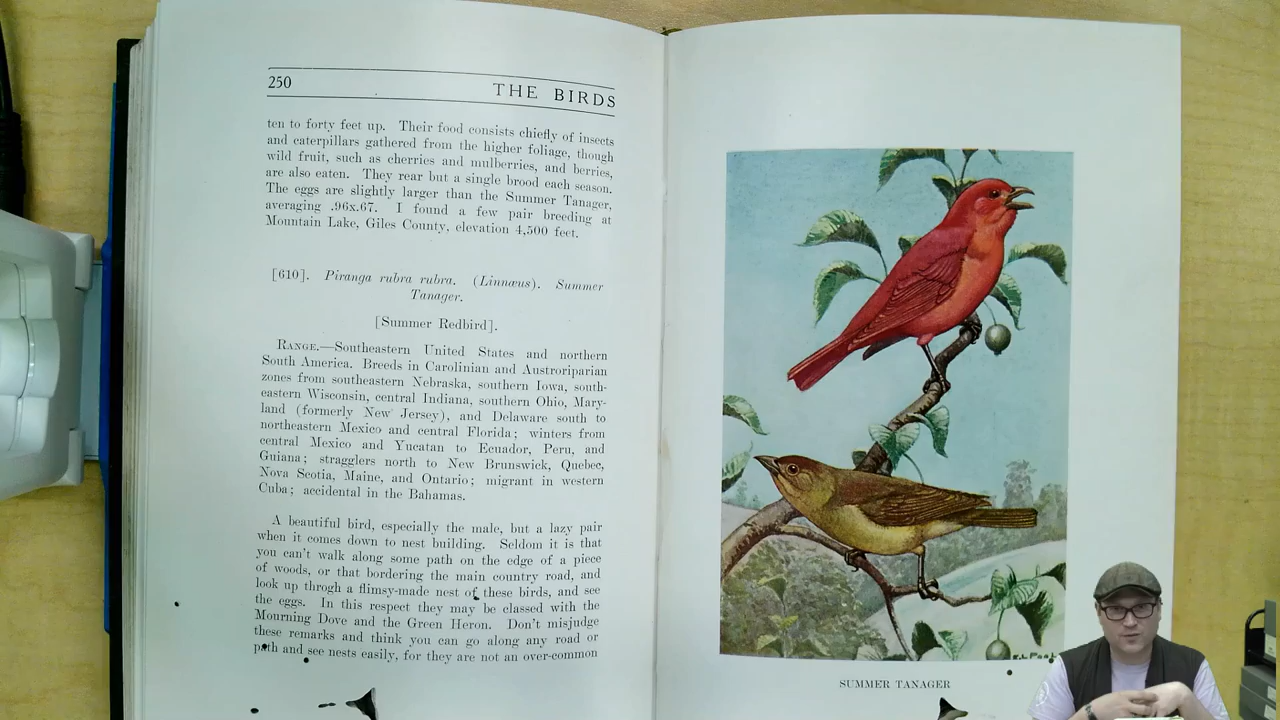 250
THE BIRDS
ten to forty feet up. Their food consists chiefly of insects
and caterpillars gathered from the higher foliage, though
wild fruit, such as cherries and mulberries, and berries,
are also eaten. They rear but a single brood each season.
The eggs are slightly larger than the Summer Tanager,
averaging .96x.67. I found a few pair breeding at
Mountain Lake, Giles County, elevation 4,500 feet.
[610]. Piranga rubra rubra. (Linnæus). Summer
Tanager.
[Summer Redbird].
RANGE.—Southeastern United States and northern
South America. Breeds in Carolinian and Austroriparian
zones from southeastern Nebraska, southern Iowa, south-
eastern Wisconsin, central Indiana, southern Ohio, Mary-
land (formerly New Jersey), and Delaware south to
northeastern Mexico and central Florida; winters from
central Mexico and Yucatan to Ecuador, Peru, and
Guiana; stragglers north to New Brunswick, Quebec,
Nova Scotia, Maine, and Ontario; migrant in western
Cuba; accidental in the Bahamas.
A beautiful bird, especially the male, but a lazy pair
when it comes down to nest building. Seldom it is that
you can't walk along some path on the edge of a piece
of woods, or that bordering the main country road, and
look up throgh a flimsy-made nest of these birds, and see
the eggs. In this respect they may be classed with the
Mourning Dove and the Green Heron. Don't misjudge
these remarks and think you can go along any road or
path and see nests easily, for they are not an over-common
SUMMER TANAGER